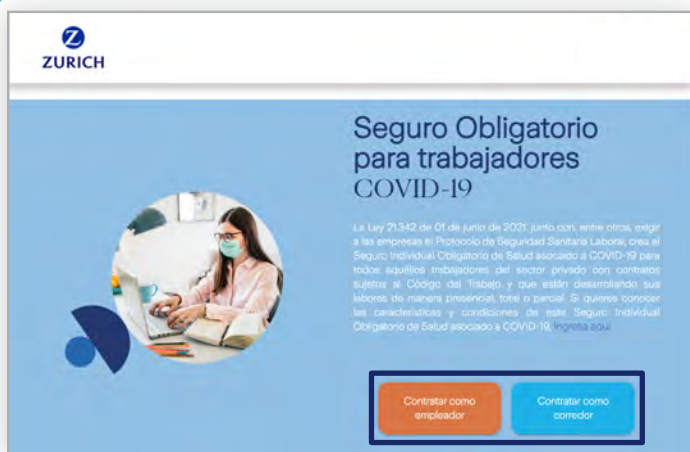 ZURICH
Seguro Obligatorio
para trabajadores
COVID-19
La Ley 21.342 de 01 de junio de 2021, junto con, entre otros, exigir
a las empresas el Protocolo de Seguridad Sanitaria Laboral, crea el
Seguro Individual Obligatorio de Salud asociado a COVID-19 para
todos aquéllos trabajadores del sector privado con contratos
sujetos al Código del Trabajo y que están desarrollando sus
labores de manera presencial, total o parcial. Si quieres conocer
las características y condiciones de este Seguro Individual
Obligatorio de Salud asociado a COVID-19, ingresa aquí
Contratar como
empleador
Contratar como
corredor